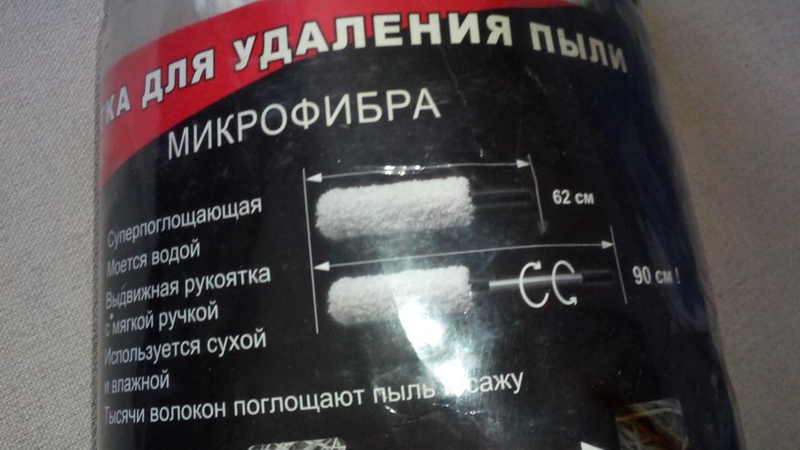 КА ДЛЯ УДАЛЕНИЯ ПЫЛИ
МИКРОФИБРА
62 см
90 см !
Суперпоглощающая
Моется водой
Выдвижная рукоятка
с мягкой ручкой
Используется сухой
и влажной
Тысячи волокон поглощают пыль сажу